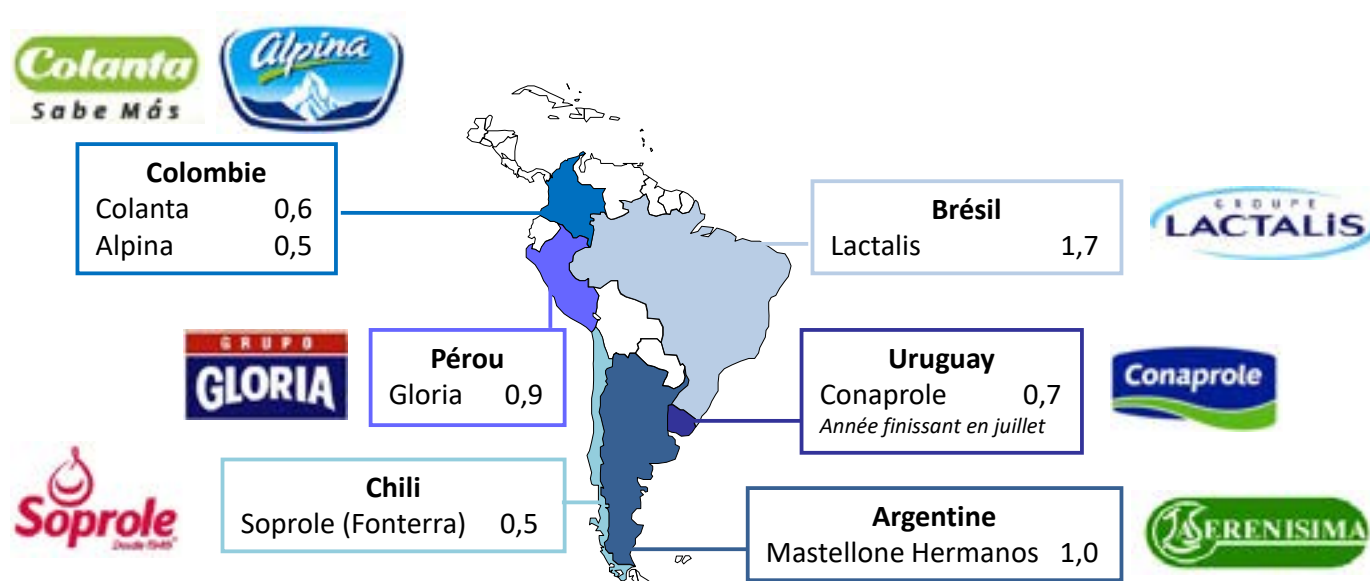 Colanta
Sabe Más
Alpina
Colombie
Colanta 0,6
Alpina 0,5
Brésil
Lactalis 1,7
GROUPE
LACTALIS
GRUPO
GLORIA
Pérou
Gloria 0,9
Uruguay
Conaprole 0,7
Année finissant en juillet
Conaprole
Soprole
Desde 1949
Chili
Soprole (Fonterra) 0,5
Argentine
Mastellone Hermanos 1,0
LA SERENISIMA